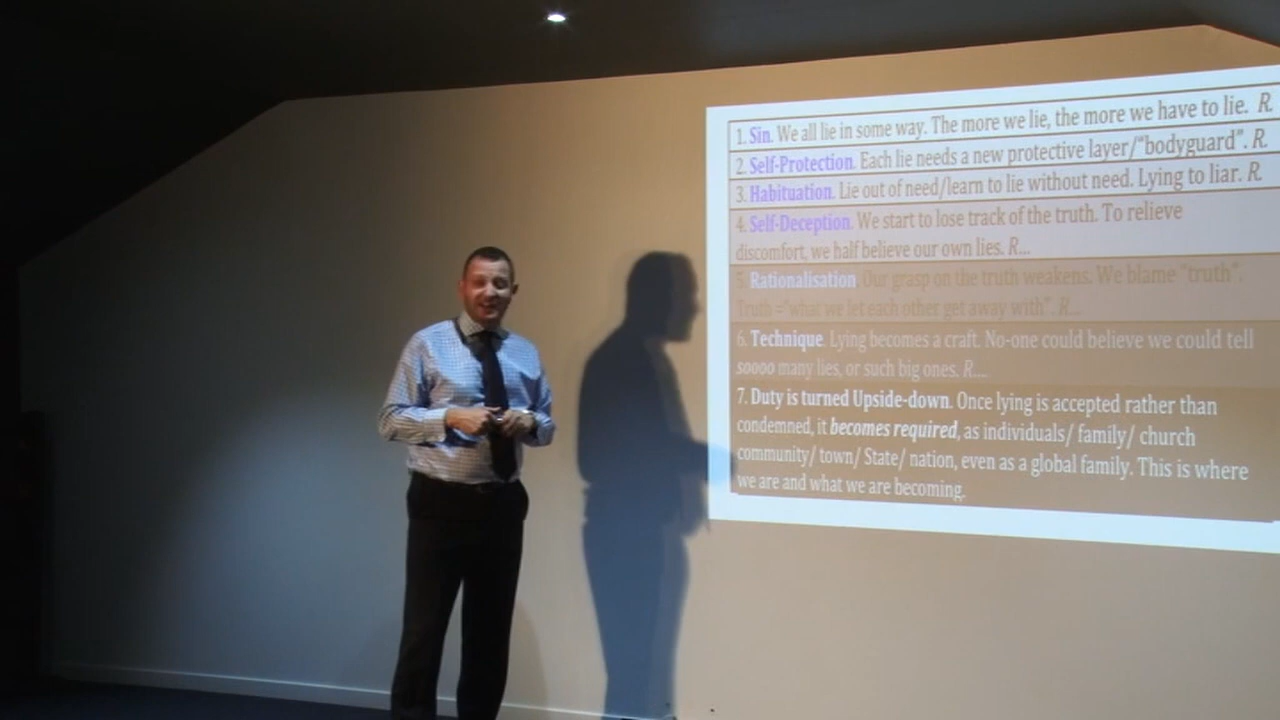 1. Sin. We all lie in some way. The more we lie, the more we have to lie. R.
2. Self-Protection. Each lie needs a new protective layer/“bodyguard”. R.
3. Habituation. Lie out of need/learn to lie without need. Lying to liar. R.
4. Self-Deception. We start to lose track of the truth. To relieve
discomfort, we half believe our own lies. R...
5. Rationalisation. Our grasp on the truth weakens. We blame “truth”.
Truth =“what we let each other get away with”. R...
6. Technique. Lying becomes a craft. No-one could believe we could tell
soooo many lies, or such big ones. R....
7. Duty is turned Upside-down. Once lying is accepted rather than
condemned, it becomes required, as individuals/ family/ church
community/ town/ State/ nation, even as a global family. This is where
we are and what we are becoming.